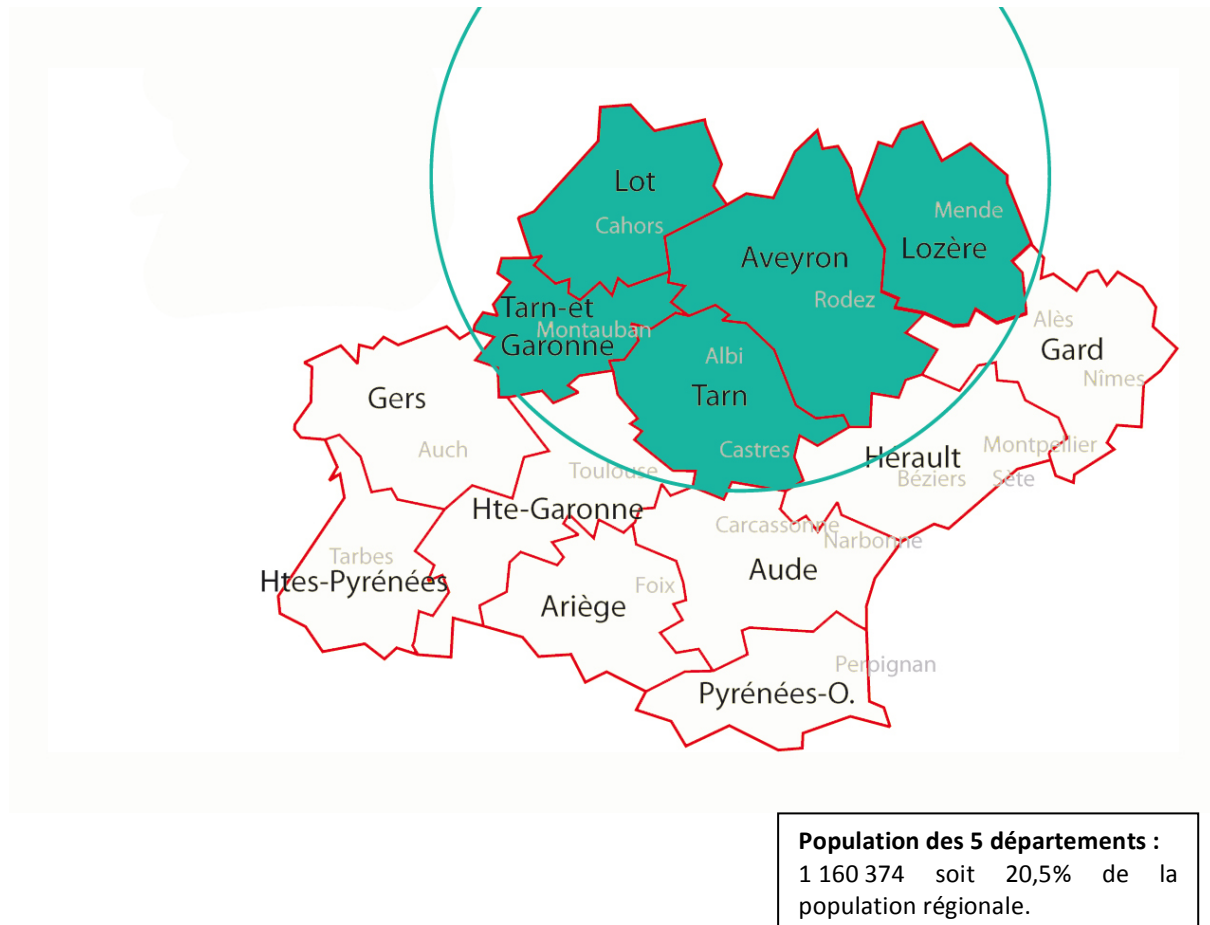 Lot
Cahors
Mende
Lozère
Aveyron
Rodez
Tarn-et
Montauban
Garonne
Albi
Tarn
Castres
Alès
Gard
Nîmes
Gers
Auch
Toulouse
Hte-Garonne
Montpellier
Hérault
Béziers
Sète
Carcassonne
Narbonne
Aude
Tarbes
Htes-Pyrénées
Foix
Ariège
Perpignan
Pyrénées-O.
Population des 5 départements :
1 160 374 soit 20,5% de la
population régionale.